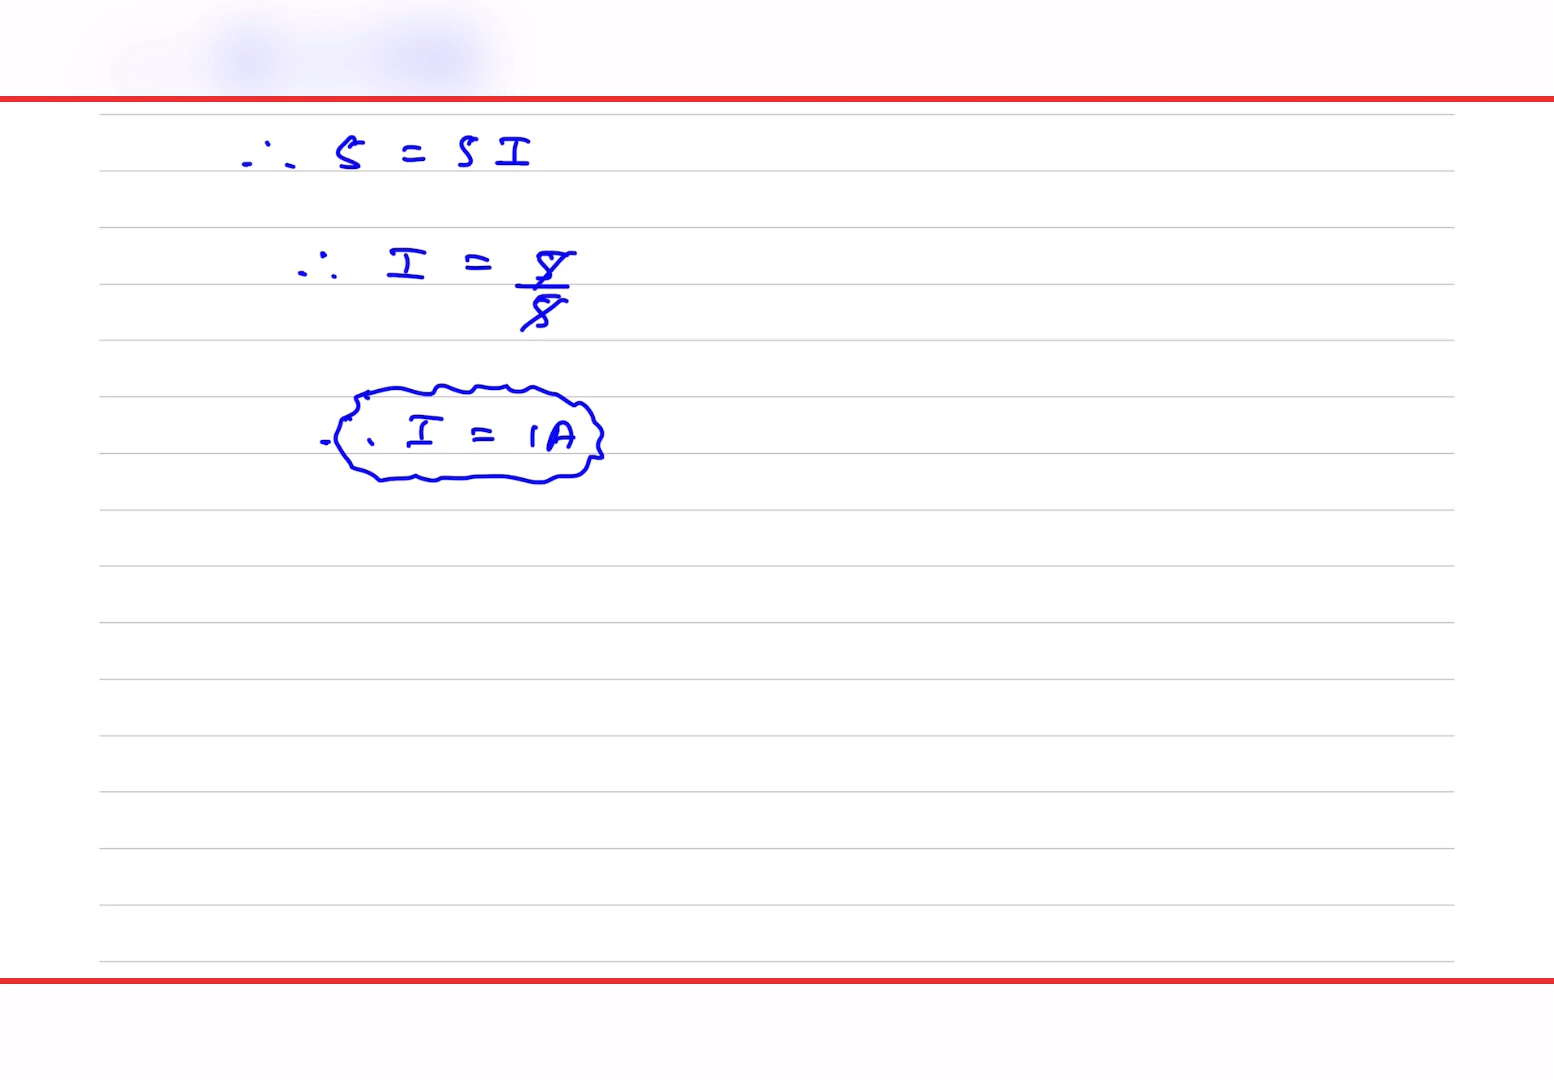 ∴ 5 = 5 I
∴ I = 5/5
∴ I = 1A